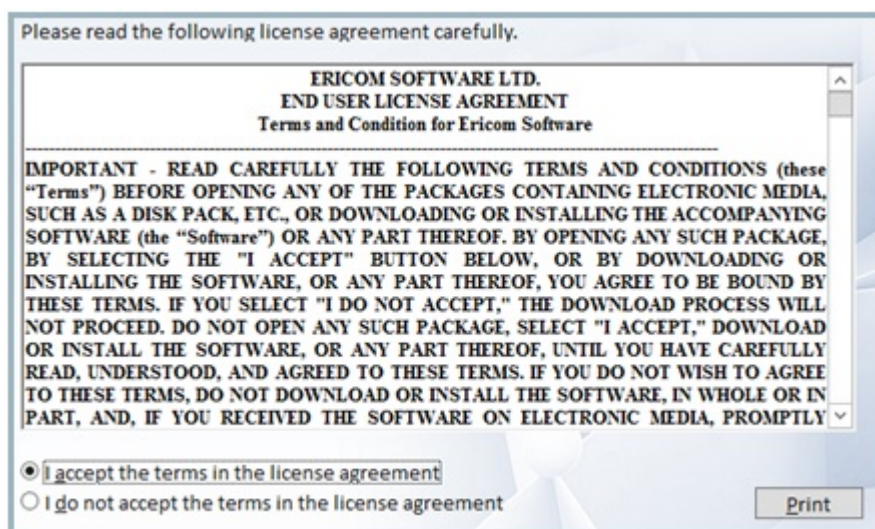 Please read the following license agreement carefully.
ERICOM SOFTWARE LTD.
END USER LICENSE AGREEMENT
Terms and Condition for Ericom Software
IMPORTANT - READ CAREFULLY THE FOLLOWING TERMS AND CONDITIONS (these
“Terms”) BEFORE OPENING ANY OF THE PACKAGES CONTAINING ELECTRONIC MEDIA,
SUCH AS A DISK PACK, ETC., OR DOWNLOADING OR INSTALLING THE ACCOMPANYING
SOFTWARE (the “Software”) OR ANY PART THEREOF. BY OPENING ANY SUCH PACKAGE,
BY SELECTING THE "I ACCEPT" BUTTON BELOW, OR BY DOWNLOADING OR
INSTALLING THE SOFTWARE, OR ANY PART THEREOF, YOU AGREE TO BE BOUND BY
THESE TERMS. IF YOU SELECT "I DO NOT ACCEPT," THE DOWNLOAD PROCESS WILL
NOT PROCEED. DO NOT OPEN ANY SUCH PACKAGE, SELECT "I ACCEPT," DOWNLOAD
OR INSTALL THE SOFTWARE, OR ANY PART THEREOF, UNTIL YOU HAVE CAREFULLY
READ, UNDERSTOOD, AND AGREED TO THESE TERMS. IF YOU DO NOT WISH TO AGREE
TO THESE TERMS, DO NOT DOWNLOAD OR INSTALL THE SOFTWARE, IN WHOLE OR IN
PART, AND, IF YOU RECEIVED THE SOFTWARE ON ELECTRONIC MEDIA, PROMPTLY
I accept the terms in the license agreement
I do not accept the terms in the license agreement
Print